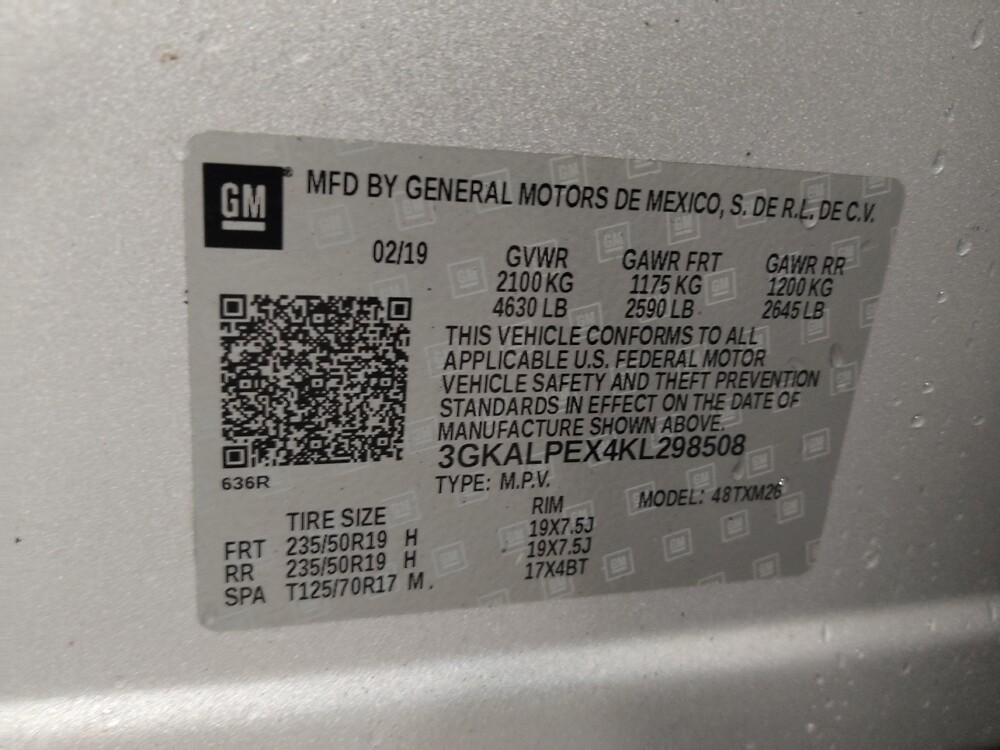 GM MFD BY GENERAL MOTORS DE MEXICO, S. DE R.L. DE C.V.
02/19 GVWR GAWR FRT GAWR RR
2100 KG 1175 KG 1200 KG
4630 LB 2590 LB 2645 LB
THIS VEHICLE CONFORMS TO ALL
APPLICABLE U.S. FEDERAL MOTOR
VEHICLE SAFETY AND THEFT PREVENTION
STANDARDS IN EFFECT ON THE DATE OF
MANUFACTURE SHOWN ABOVE.
3GKALPEX4KL298508
636R
TYPE: M.P.V. MODEL: 48TXM26
TIRE SIZE RIM
FRT 235/50R19 H 19X7.5J
RR 235/50R19 H 19X7.5J
SPA T125/70R17 M. 17X4BT